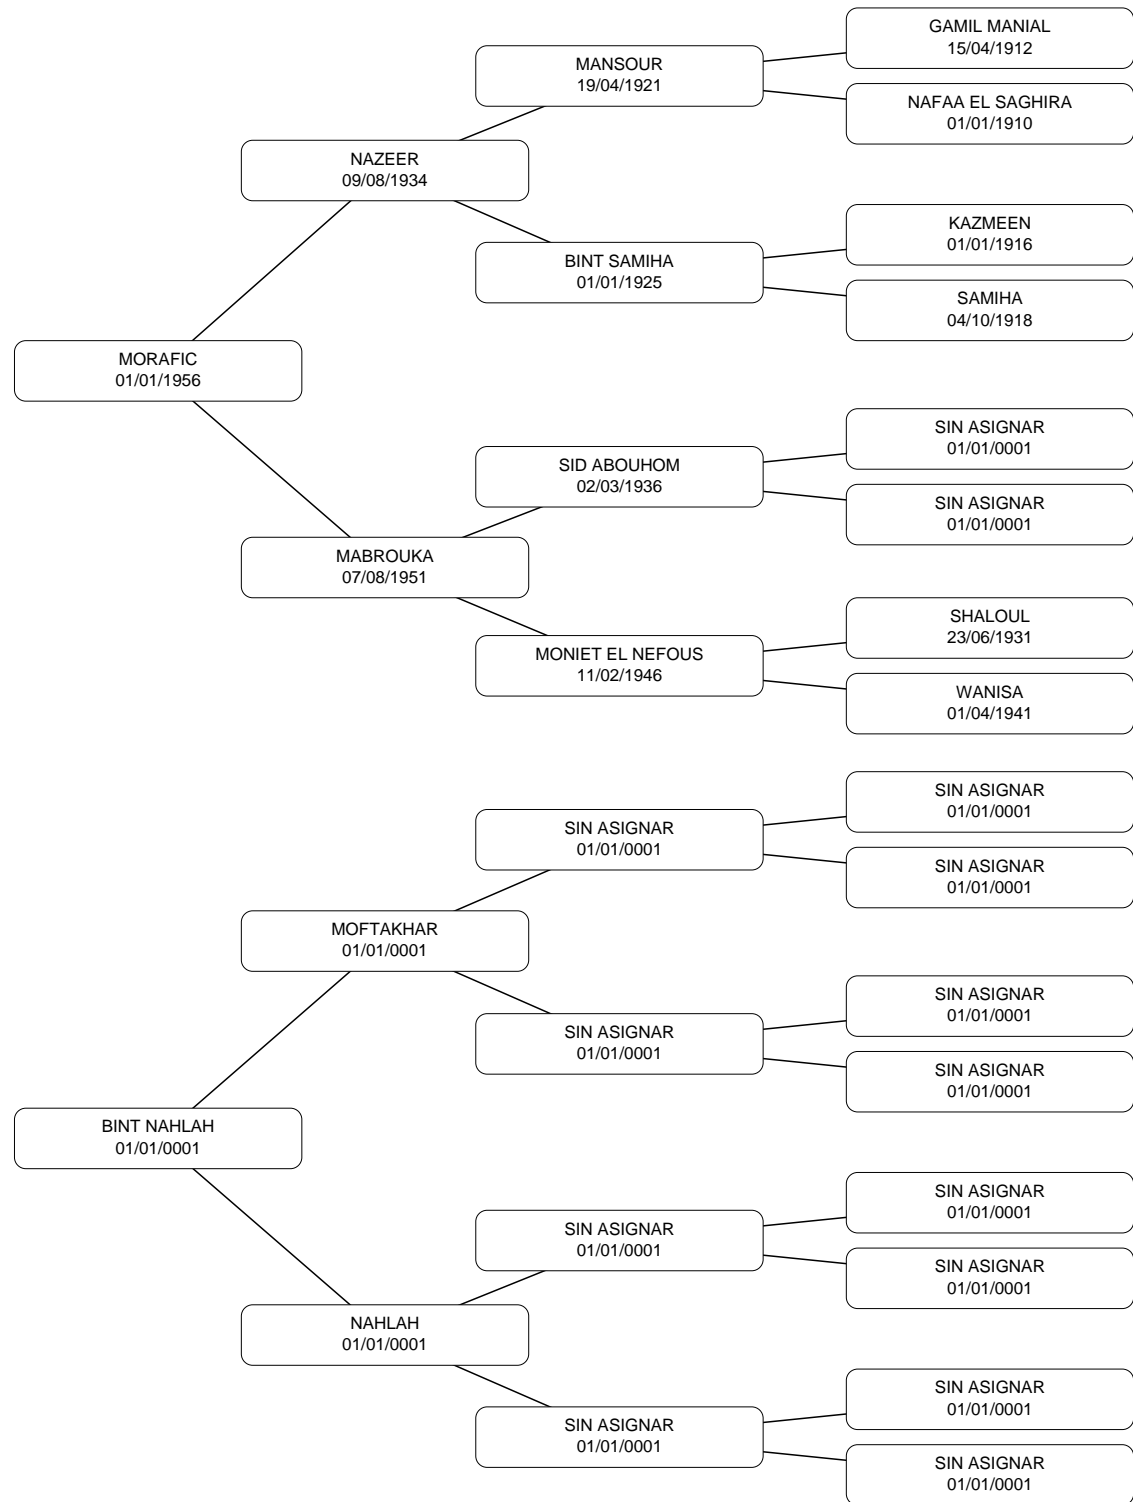 GAMIL MANIAL
15/04/1912
MANSOUR
19/04/1921
NAFAA EL SAGHIRA
01/01/1910
NAZEER
09/08/1934
KAZMEEN
01/01/1916
BINT SAMIHA
01/01/1925
SAMIHA
04/10/1918
MORAFIC
01/01/1956
SIN ASIGNAR
01/01/0001
SID ABOUHOM
02/03/1936
SIN ASIGNAR
01/01/0001
MABROUKA
07/08/1951
SHALOUL
23/06/1931
MONIET EL NEFOUS
11/02/1946
WANISA
01/04/1941
SIN ASIGNAR
01/01/0001
SIN ASIGNAR
01/01/0001
SIN ASIGNAR
01/01/0001
MOFTAKHAR
01/01/0001
SIN ASIGNAR
01/01/0001
SIN ASIGNAR
01/01/0001
SIN ASIGNAR
01/01/0001
BINT NAHLAH
01/01/0001
SIN ASIGNAR
01/01/0001
SIN ASIGNAR
01/01/0001
SIN ASIGNAR
01/01/0001
NAHLAH
01/01/0001
SIN ASIGNAR
01/01/0001
SIN ASIGNAR
01/01/0001
SIN ASIGNAR
01/01/0001